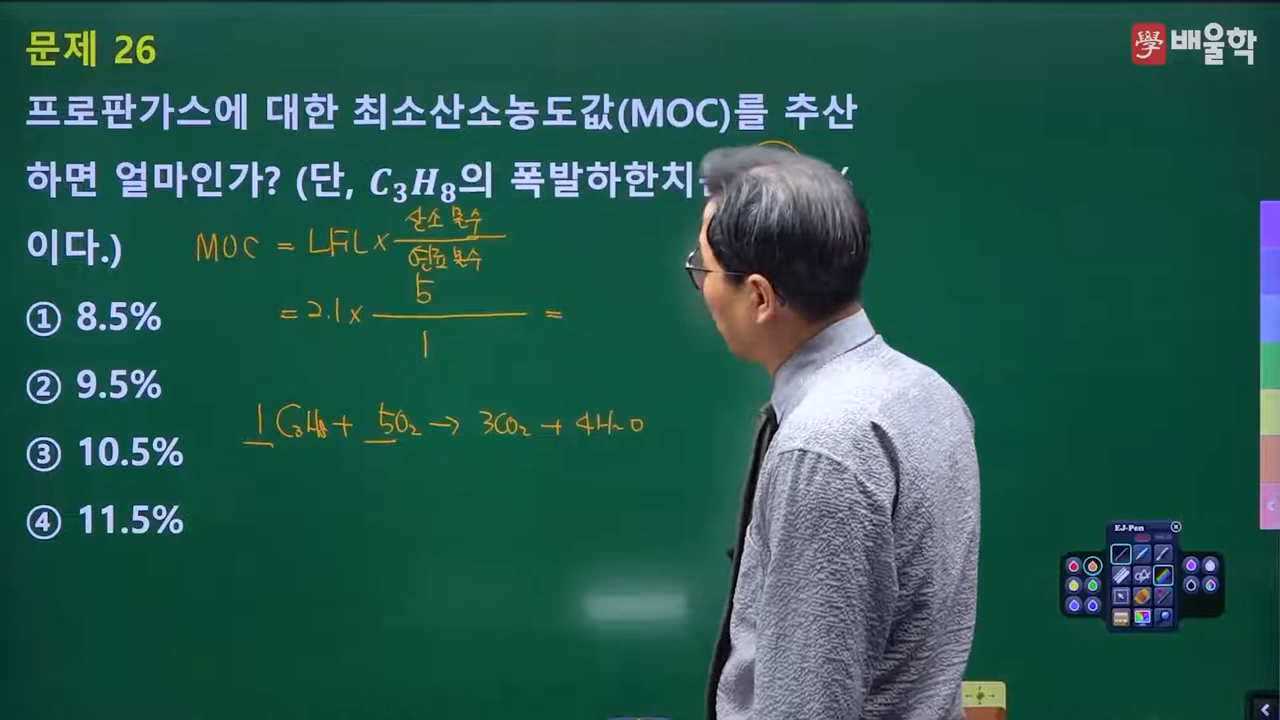 문제 26
學 배울학
프로판가스에 대한 최소산소농도값(MOC)를 추산
하면 얼마인가? (단, C₃H₈의 폭발하한치
이다.)
MOC = LFL × 산소 몰수 / 연료 몰수
= 2.1 × 5 / 1 =
① 8.5%
② 9.5%
1 C₃H₈ + 5O₂ → 3CO₂ + 4H₂O
③ 10.5%
④ 11.5%
EJ-Pen